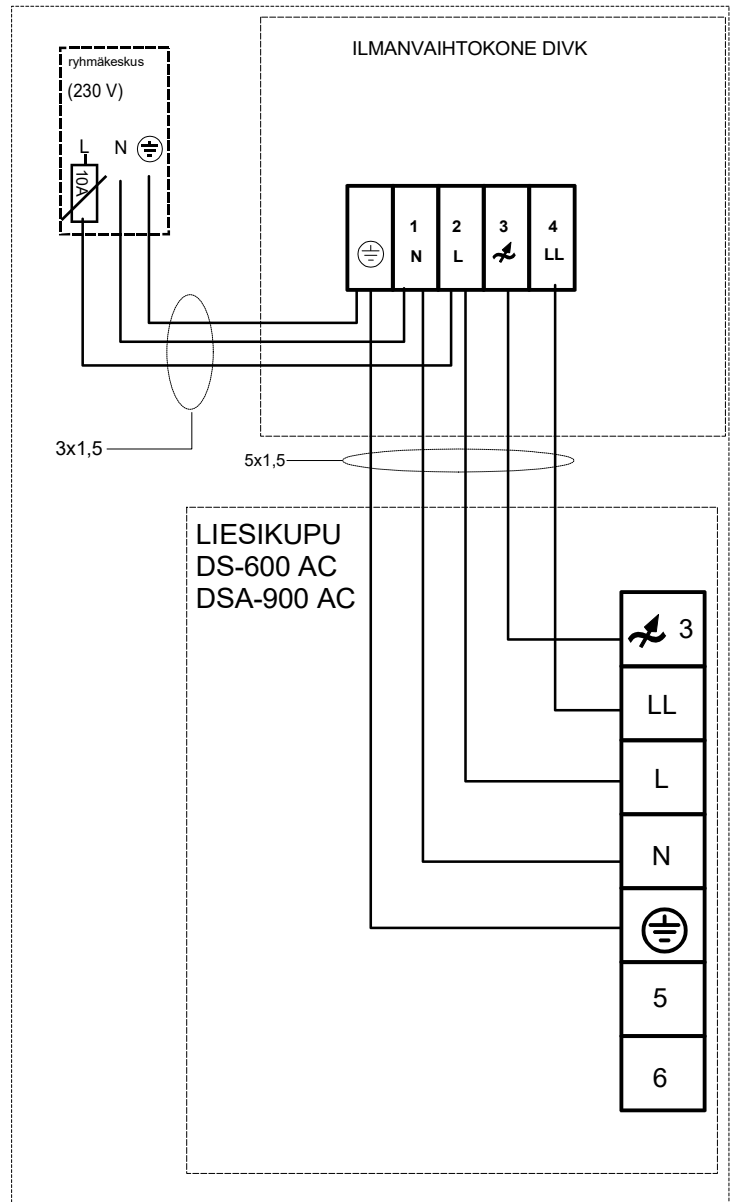 ryhmäkeskus
(230 V)
L N
10A
ILMANVAIHTOKONE DIVK
1 2 3 4
N L LL
3x1,5
5x1,5
LIESIKUPU
DS-600 AC
DSA-900 AC
3
LL
L
N
5
6